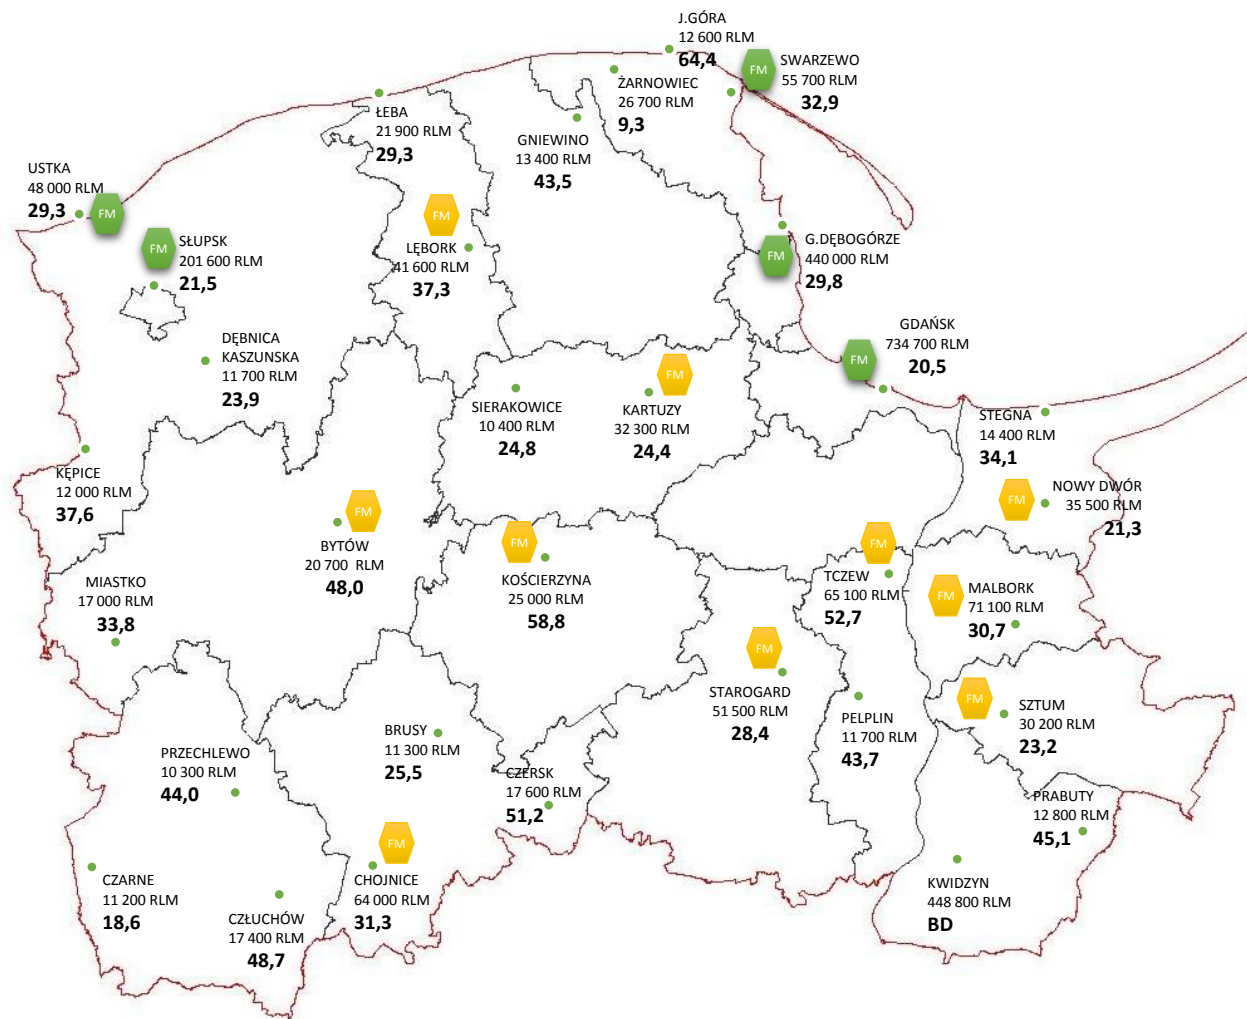 J.GÓRA
12 600 RLM
64,4
FM
SWARZEWO
55 700 RLM
32,9
ŻARNOWIEC
26 700 RLM
9,3
ŁEBA
21 900 RLM
29,3
GNIEWINO
13 400 RLM
43,5
USTKA
48 000 RLM
29,3
FM
FM
SŁUPSK
201 600 RLM
21,5
FM
LĘBORK
41 600 RLM
37,3
FM
G.DĘBOGÓRZE
440 000 RLM
29,8
DĘBNICA
KASZUNSKA
11 700 RLM
23,9
GDAŃSK
734 700 RLM
20,5
FM
FM
SIERAKOWICE
10 400 RLM
24,8
KARTUZY
32 300 RLM
24,4
STEGNA
14 400 RLM
34,1
KĘPICE
12 000 RLM
37,6
NOWY DWÓR
35 500 RLM
21,3
FM
FM
BYTÓW
20 700 RLM
48,0
FM
KOŚCIERZYNA
25 000 RLM
58,8
FM
TCZEW
65 100 RLM
52,7
MIASTKO
17 000 RLM
33,8
FM
MALBORK
71 100 RLM
30,7
FM
STAROGARD
51 500 RLM
28,4
PELPLIN
11 700 RLM
43,7
FM
SZTUM
30 200 RLM
23,2
BRUSY
11 300 RLM
25,5
PRZECHLEWO
10 300 RLM
44,0
CZERSK
17 600 RLM
51,2
PRABUTY
12 800 RLM
45,1
FM
CHOJNICE
64 000 RLM
31,3
CZARNE
11 200 RLM
18,6
CZŁUCHÓW
17 400 RLM
48,7
KWIDZYN
448 800 RLM
BD